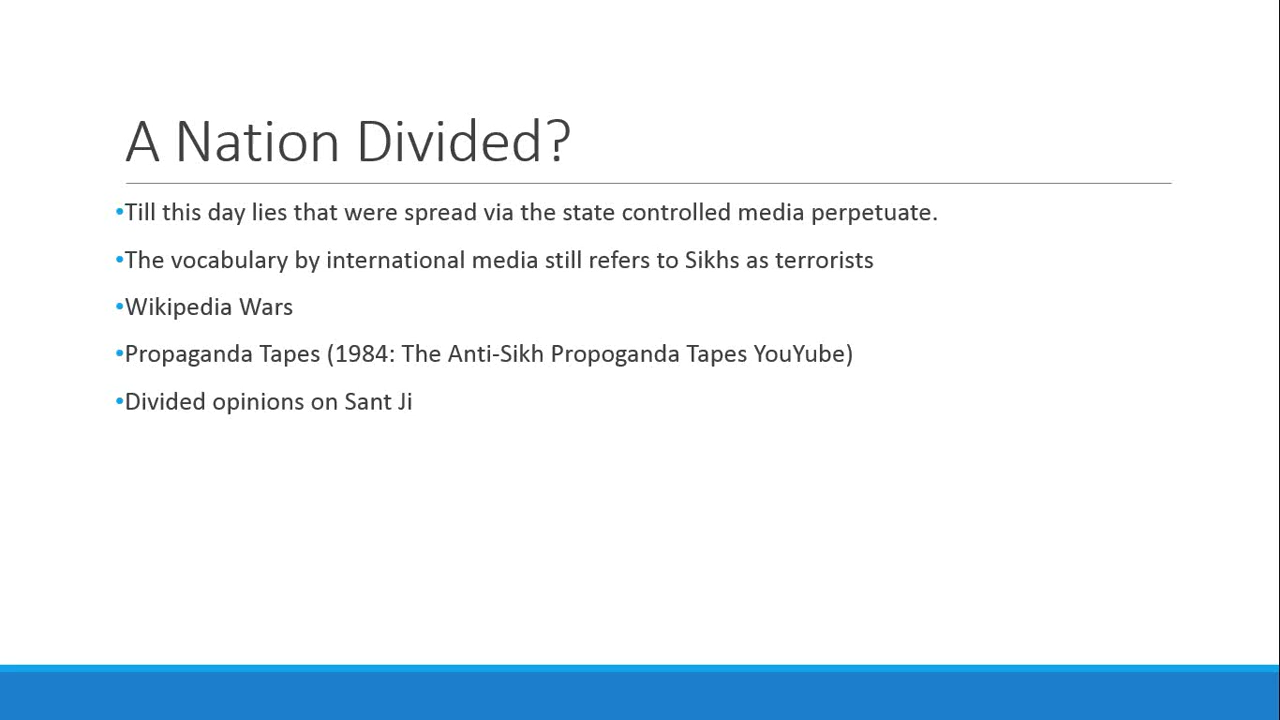 A Nation Divided?
•Till this day lies that were spread via the state controlled media perpetuate.
•The vocabulary by international media still refers to Sikhs as terrorists
•Wikipedia Wars
•Propaganda Tapes (1984: The Anti-Sikh Propoganda Tapes YouYube)
•Divided opinions on Sant Ji